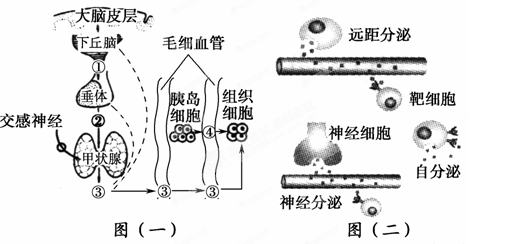 大脑皮层
下丘脑
①
垂体
②
交感神经
甲状腺
③
毛细血管
胰岛
细胞
组织
细胞
④
③
③
图（一）
远距分泌
靶细胞
神经细胞
自分泌
神经分泌
图（二）